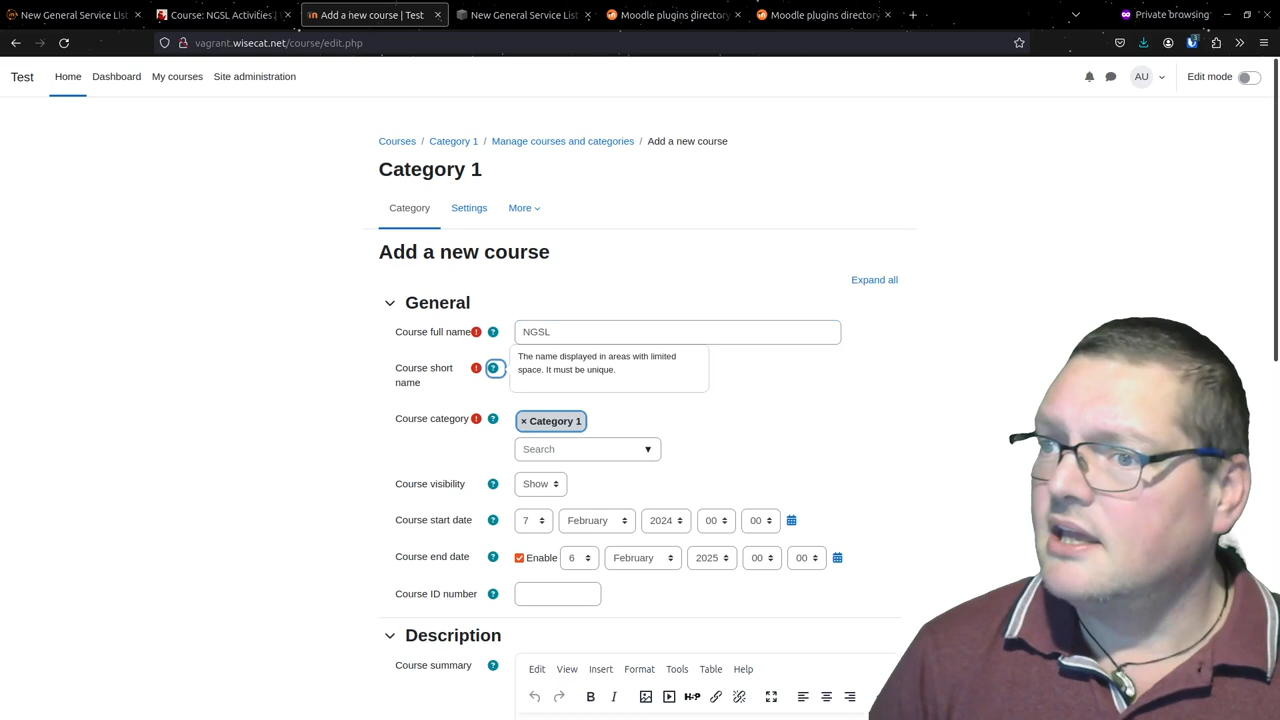 New General Service List
Course: NGSL Activities | W
Add a new course | Test
New General Service List
Moodle plugins directory
Moodle plugins directory
Private browsing
vagrant.wisecat.net/course/edit.php
Test
Home
Dashboard
My courses
Site administration
AU
Edit mode
Courses / Category 1 / Manage courses and categories / Add a new course
Category 1
Category
Settings
More
Add a new course
Expand all
General
Course full name
NGSL
Course short
name
The name displayed in areas with limited
space. It must be unique.
Course category
× Category 1
Search
Course visibility
Show
Course start date
7 February 2024 00 00
Course end date
Enable 6 February 2025 00 00
Course ID number
Description
Course summary
Edit View Insert Format Tools Table Help
B I H-P